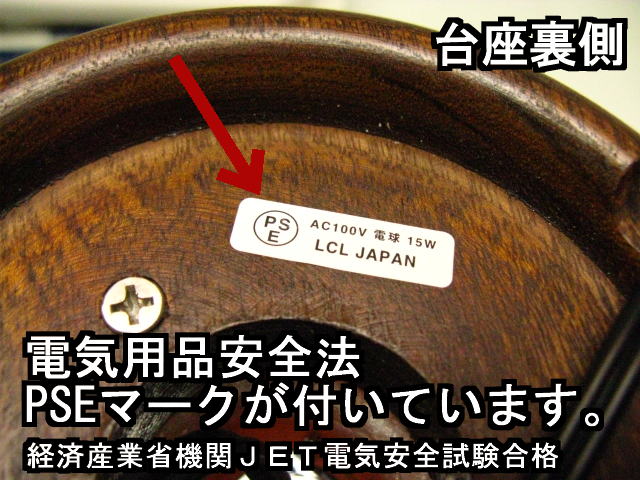 台座裏側
PS
E
AC100V 電球 15W
LCL JAPAN
電気用品安全法
PSEマークが付いています。
経済産業省機関JET電気安全試験合格